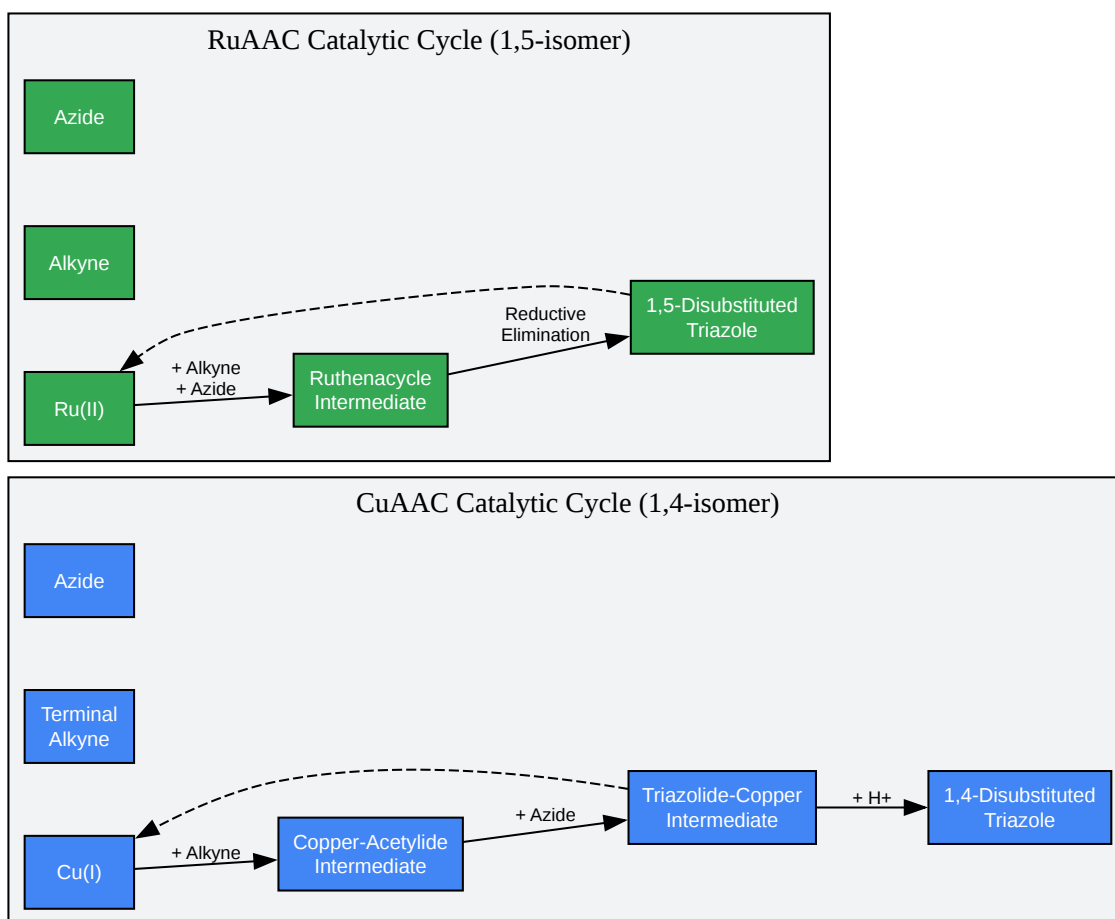 RuAAC Catalytic Cycle (1,5-isomer)
Azide
Alkyne
Ru(II)
+ Alkyne
+ Azide
Ruthenacycle
Intermediate
Reductive
Elimination
1,5-Disubstituted
Triazole
CuAAC Catalytic Cycle (1,4-isomer)
Azide
Terminal
Alkyne
Cu(I)
+ Alkyne
Copper-Acetylide
Intermediate
+ Azide
Triazolide-Copper
Intermediate
+ H+
1,4-Disubstituted
Triazole